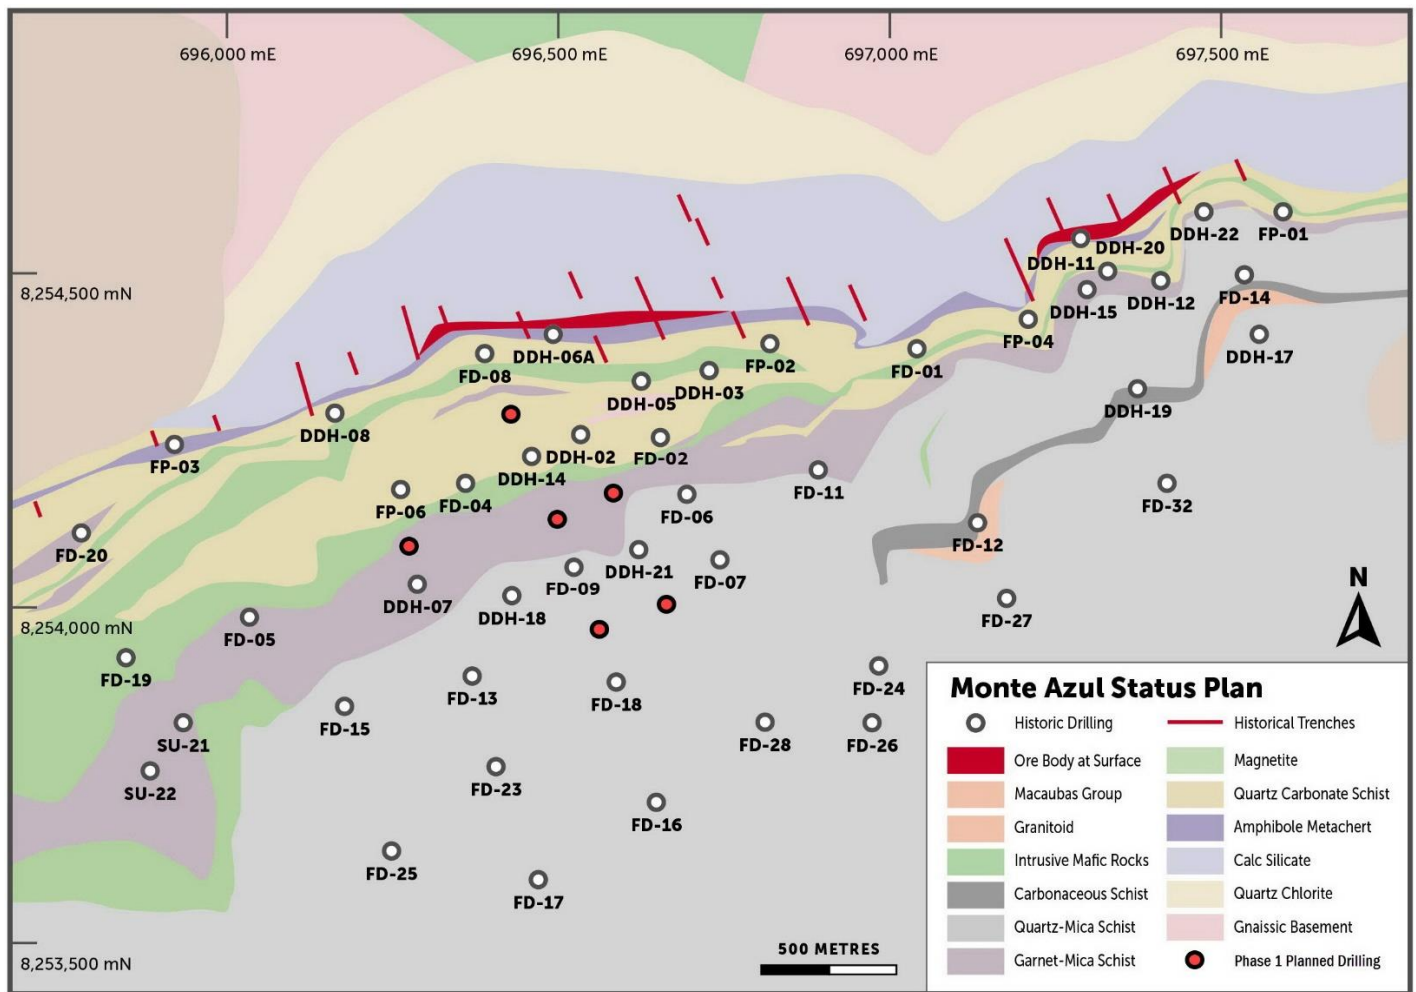 696,000 mE
696,500 mE
697,000 mE
697,500 mE
8,254,500 mN
8,254,000 mN
8,253,500 mN
DDH-22
FP-01
DDH-20
DDH-11
DDH-12
FD-14
DDH-15
FP-04
DDH-17
DDH-06A
FD-08
FP-02
FD-01
DDH-03
DDH-05
DDH-19
DDH-08
FP-03
DDH-02
FD-02
DDH-14
FD-11
FP-06
FD-04
FD-06
FD-32
FD-20
FD-12
DDH-21
FD-07
FD-09
DDH-07
DDH-18
FD-27
FD-05
FD-19
FD-13
FD-18
FD-24
FD-15
SU-21
FD-28
FD-26
SU-22
FD-23
FD-16
FD-25
FD-17
N
500 METRES
Monte Azul Status Plan
Historic Drilling
Historical Trenches
Ore Body at Surface
Magnetite
Macaubas Group
Quartz Carbonate Schist
Granitoid
Amphibole Metachert
Intrusive Mafic Rocks
Calc Silicate
Carbonaceous Schist
Quartz Chlorite
Quartz-Mica Schist
Gnaissic Basement
Garnet-Mica Schist
Phase 1 Planned Drilling